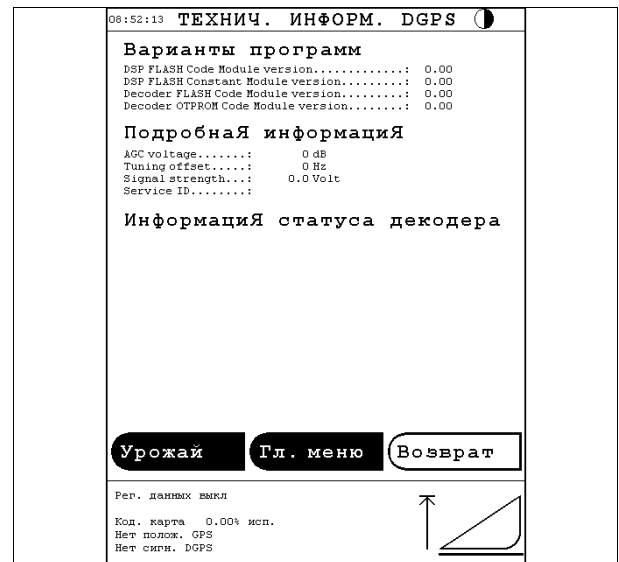 08:52:13 ТЕХНИЧ. ИНФОРМ. DGPS
Варианты программ
DSP FLASH Code Module version.............: 0.00
DSP FLASH Constant Module version.........: 0.00
Decoder FLASH Code Module version.........: 0.00
Decoder OTPROM Code Module version........: 0.00
ПодробнаЯ информациЯ
AGC voltage.......: 0 dB
Tuning offset.....: 0 Hz
Signal strength...: 0.0 Volt
Service ID........:
ИнформациЯ статуса декодера
Урожай Гл. меню Возврат
Рег. данных выкл
Код. карта 0.00% исп.
Нет полож. GPS
Нет сигн. DGPS